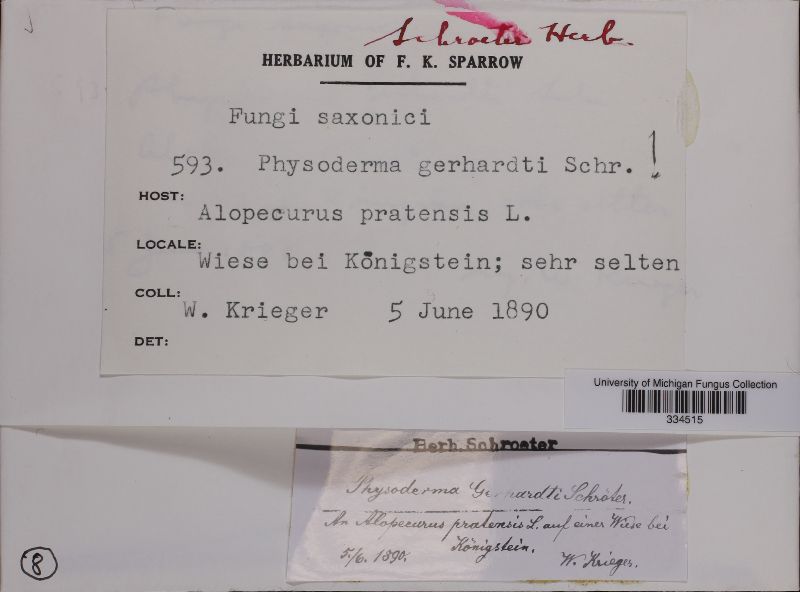 Schroeter Herb.
HERBARIUM OF F. K. SPARROW
Fungi saxonici
593. Physoderma gerhardti Schr. !
HOST:
Alopecurus pratensis L.
LOCALE:
Wiese bei Königstein; sehr selten
COLL:
W. Krieger 5 June 1890
DET:
University of Michigan Fungus Collection
334515
Herb. Schroeter
Physoderma Gerhardti Schröter.
An Alopecurus pratensis L. auf einer Wiese bei
Königstein.
5/6. 1890. W. Krieger.
8